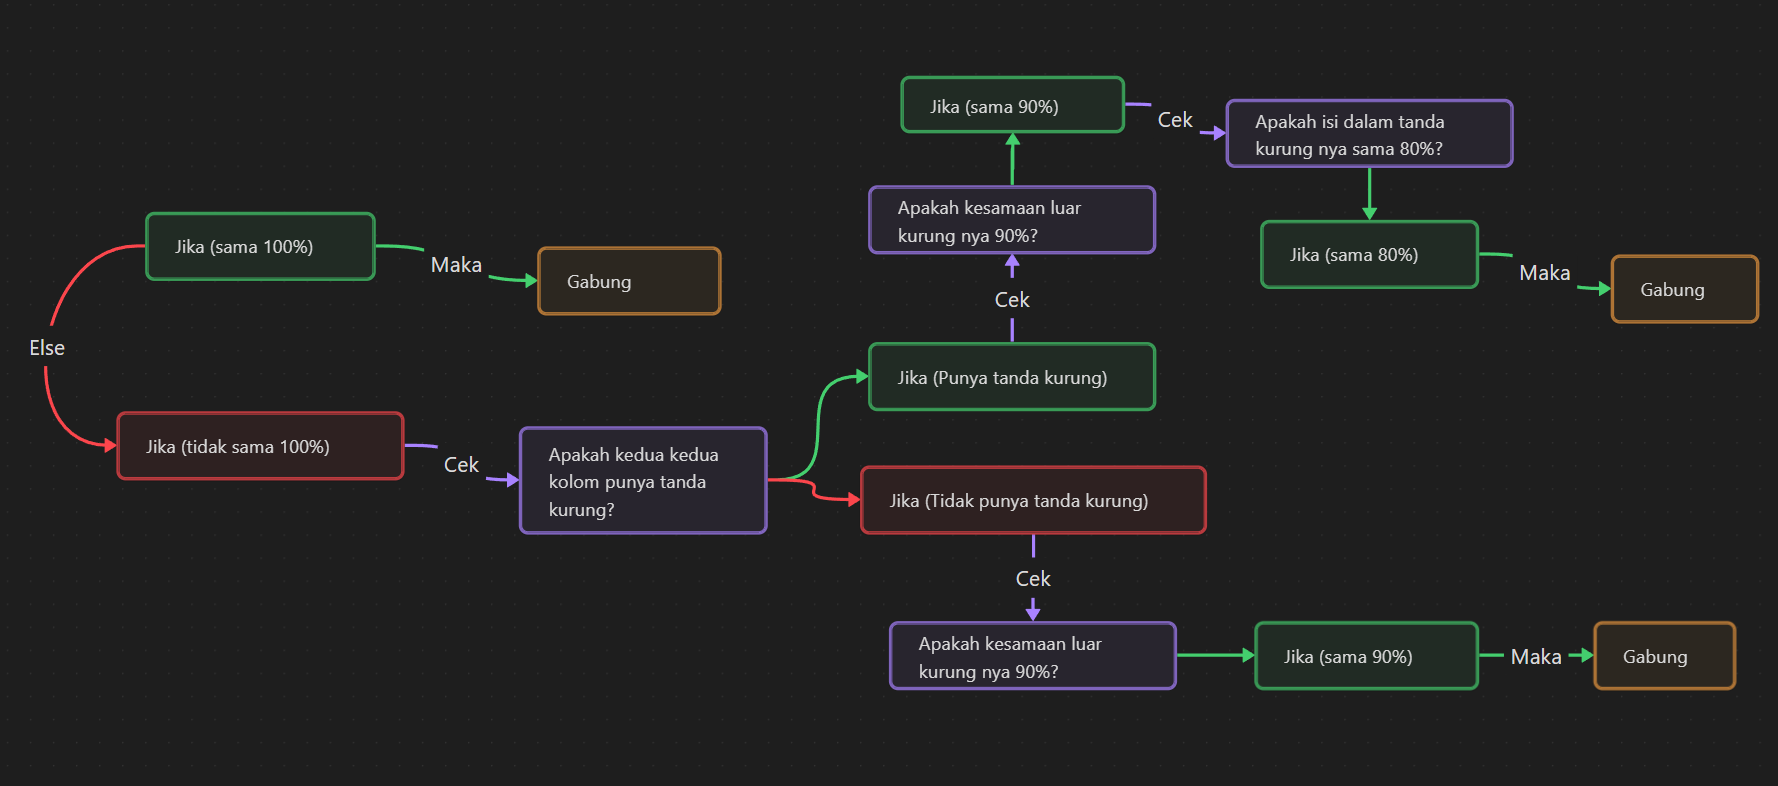 Jika (sama 100%)
Maka
Gabung
Else
Jika (tidak sama 100%)
Cek
Apakah kedua kedua
kolom punya tanda
kurung?
Jika (Punya tanda kurung)
Cek
Apakah kesamaan luar
kurung nya 90%?
Jika (sama 90%)
Cek
Apakah isi dalam tanda
kurung nya sama 80%?
Jika (sama 80%)
Maka
Gabung
Jika (Tidak punya tanda kurung)
Cek
Apakah kesamaan luar
kurung nya 90%?
Jika (sama 90%)
Maka
Gabung